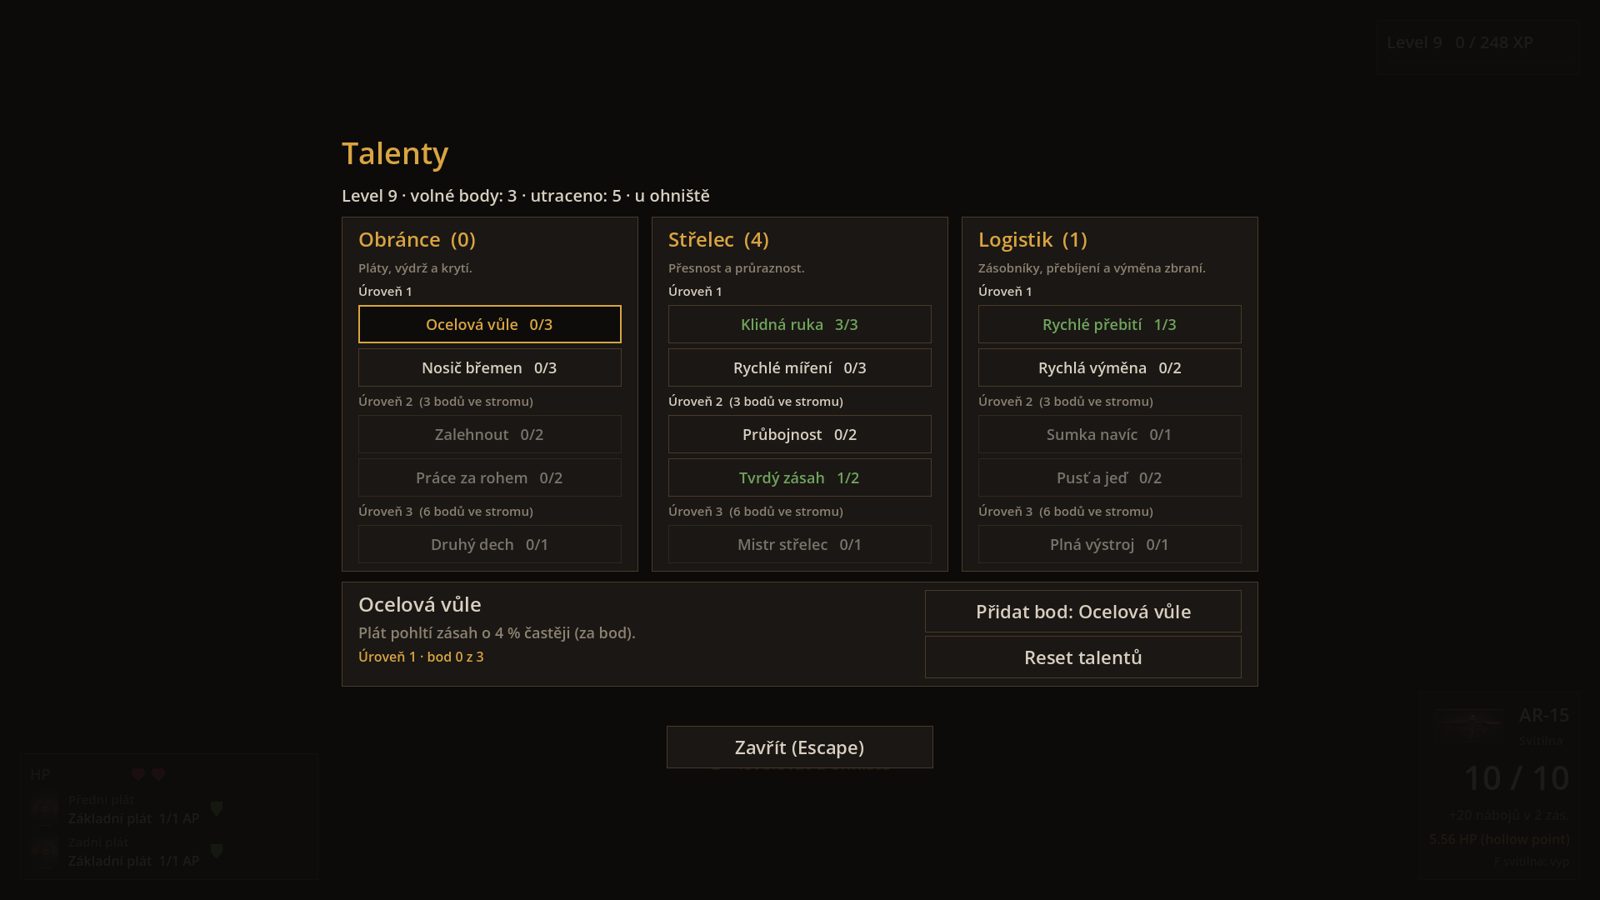 Level 9 0 / 248 XP
Talenty
Level 9 · volné body: 3 · utraceno: 5 · u ohniště
Obránce (0)
Pláty, výdrž a krytí.
Úroveň 1
Ocelová vůle 0/3
Nosič břemen 0/3
Úroveň 2 (3 bodů ve stromu)
Zalehnout 0/2
Práce za rohem 0/2
Úroveň 3 (6 bodů ve stromu)
Druhý dech 0/1
Střelec (4)
Přesnost a průraznost.
Úroveň 1
Klidná ruka 3/3
Rychlé míření 0/3
Úroveň 2 (3 bodů ve stromu)
Průbojnost 0/2
Tvrdý zásah 1/2
Úroveň 3 (6 bodů ve stromu)
Mistr střelec 0/1
Logistik (1)
Zásobníky, přebíjení a výměna zbraní.
Úroveň 1
Rychlé přebití 1/3
Rychlá výměna 0/2
Úroveň 2 (3 bodů ve stromu)
Sumka navíc 0/1
Pusť a jeď 0/2
Úroveň 3 (6 bodů ve stromu)
Plná výstroj 0/1
Ocelová vůle
Plát pohltí zásah o 4 % častěji (za bod).
Úroveň 1 · bod 0 z 3
Přidat bod: Ocelová vůle
Reset talentů
Zavřít (Escape)
HP
Přední plát
Základní plát 1/1 AP
Zadní plát
Základní plát 1/1 AP
AR-15
Svítilna
10 / 10
+20 nábojů v 2 zás.
5.56 HP (hollow point)
F svítilna: vyp